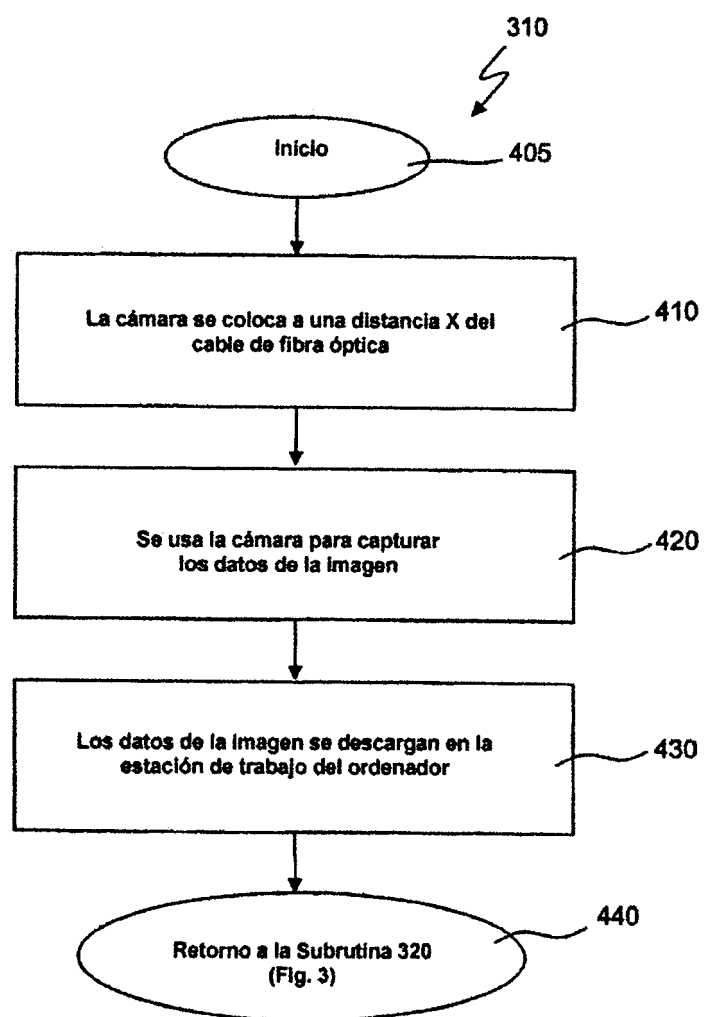 310
Inicio
405
La cámara se coloca a una distancia X del
cable de fibra óptica
410
Se usa la cámara para capturar
los datos de la imagen
420
Los datos de la imagen se descargan en la
estación de trabajo del ordenador
430
Retorno a la Subrutina 320
(Fig. 3)
440